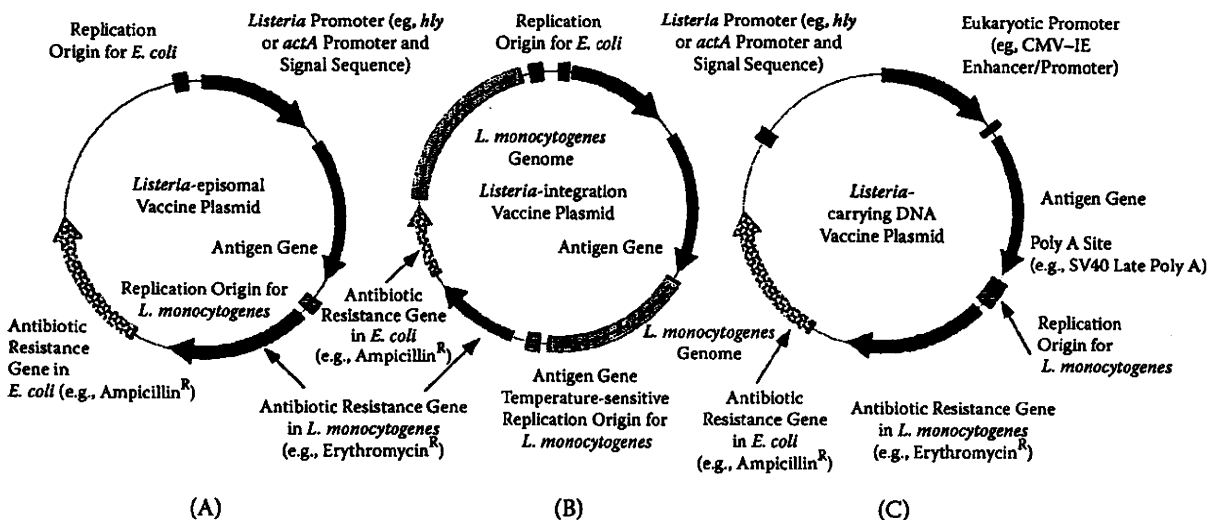 Replication
Origin for E. coli
Listeria Promoter (eg, hly
or actA Promoter and
Signal Sequence)
Listeria-episomal
Vaccine Plasmid
Antigen Gene
Replication Origin for
L. monocytogenes
Antibiotic
Resistance
Gene in
E. coli (e.g., Ampicillin^R)
Replication
Origin for E. coli
Listeria Promoter (eg, hly
or actA Promoter and
Signal Sequence)
L. monocytogenes
Genome
Listeria-integration
Vaccine Plasmid
Antigen Gene
Antibiotic
Resistance Gene
in E. coli
(e.g., Ampicillin^R)
L. monocytogenes
Genome
Antigen Gene
Temperature-sensitive
Replication Origin for
L. monocytogenes
Antibiotic Resistance Gene
in L. monocytogenes
(e.g., Erythromycin^R)
Eukaryotic Promoter
(eg, CMV–IE
Enhancer/Promoter)
Listeria-
carrying DNA
Vaccine Plasmid
Antigen Gene
Poly A Site
(e.g., SV40 Late Poly A)
Replication
Origin for
L. monocytogenes
Antibiotic
Resistance
Gene in
E. coli
(e.g., Ampicillin^R)
Antibiotic Resistance Gene
in L. monocytogenes
(e.g., Erythromycin^R)
(A)
(B)
(C)